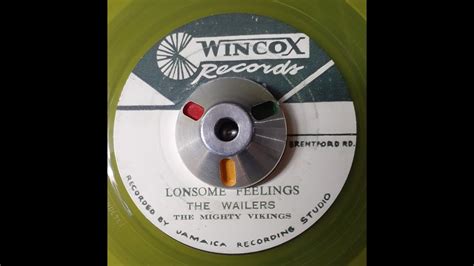 WINCOX
Records
BRENTFORD RD.
LONSOME FEELINGS
THE WAILERS
THE MIGHTY VIKINGS
RECORDED BY JAMAICA RECORDING STUDIO